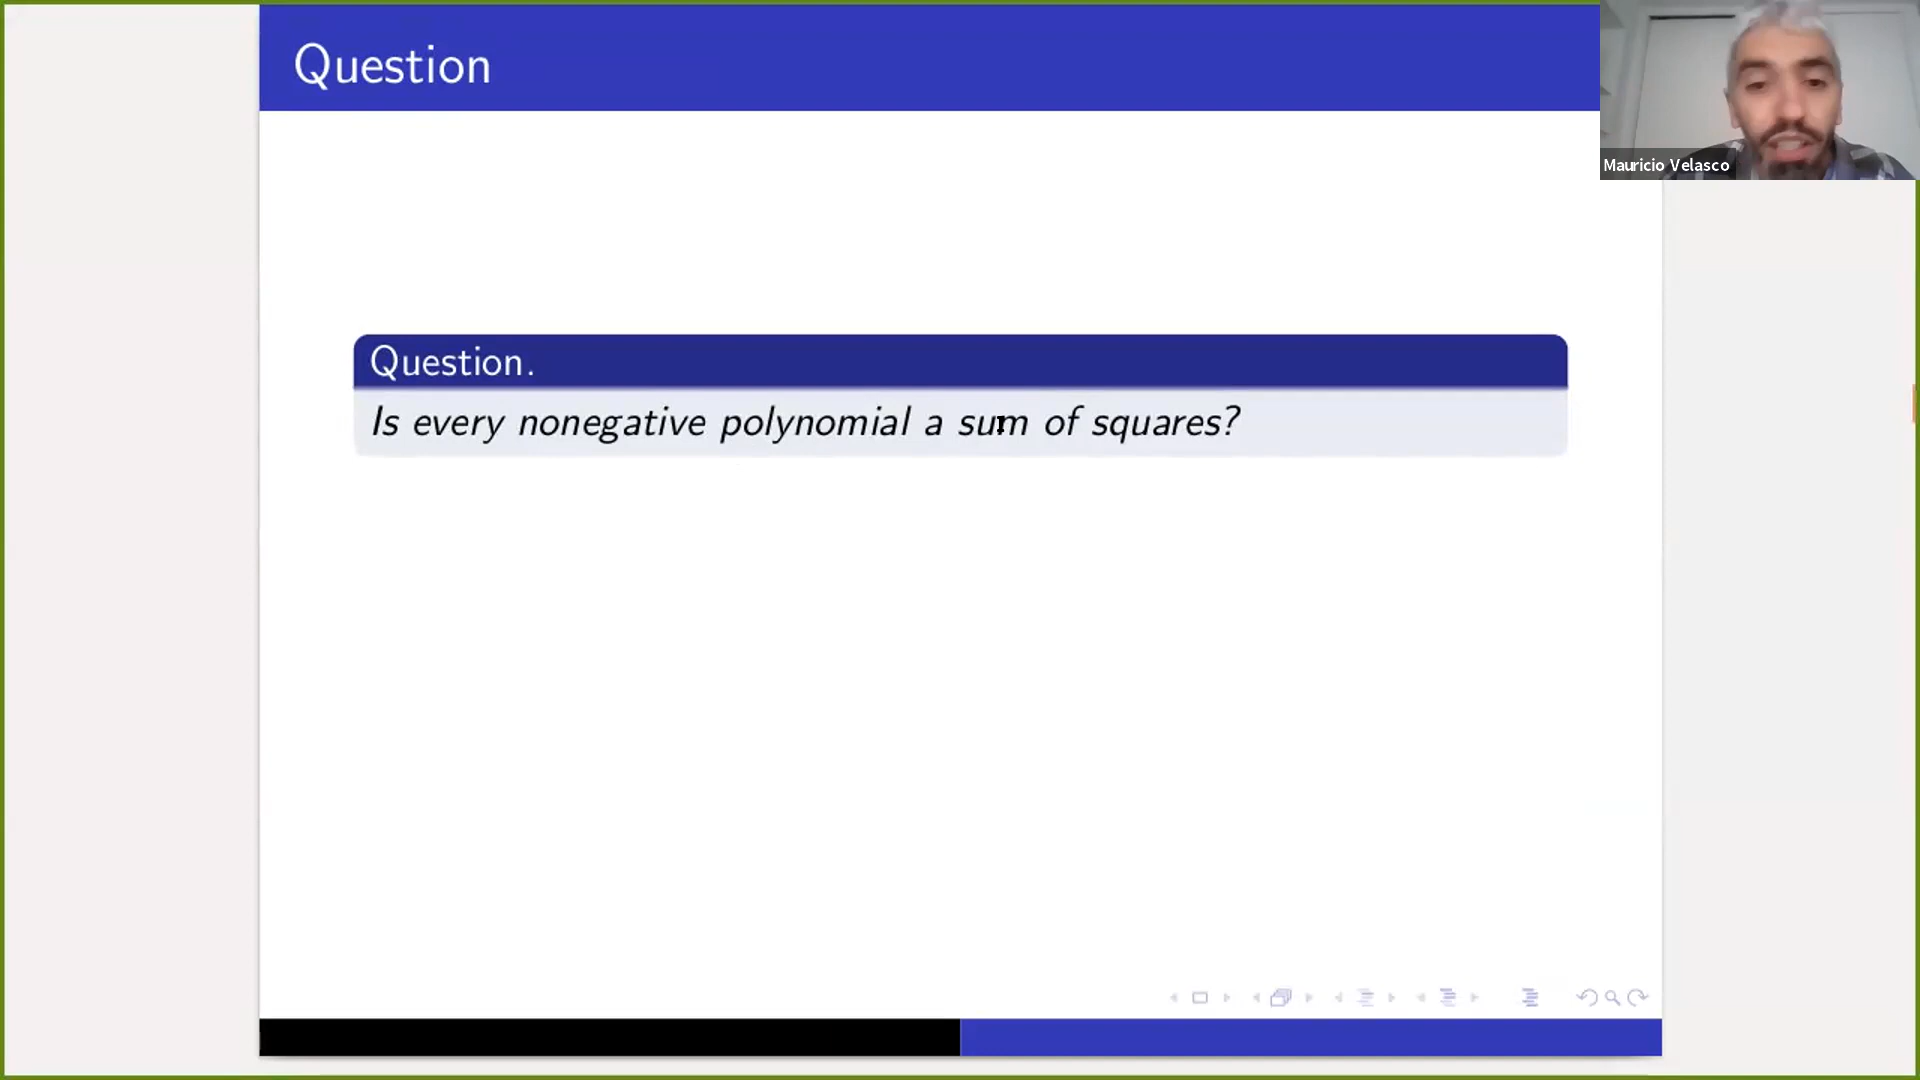 Question
Mauricio Velasco
Question.
Is every nonegative polynomial a sum of squares?